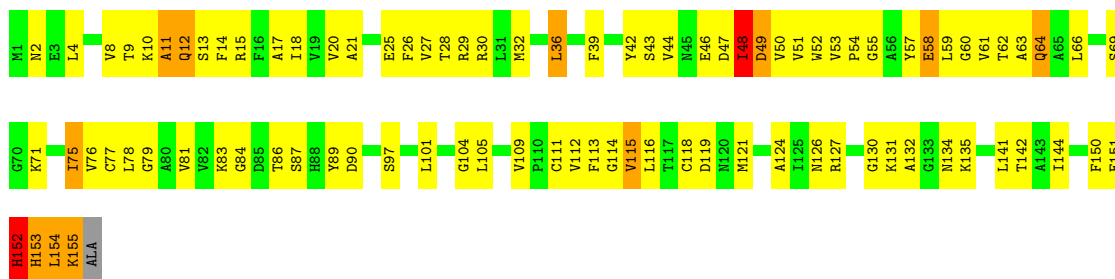 M1 N2 E3 L4 V8 T9 K10 A11 Q12 S13 F14 R15 F16 A17 I18 V19 V20 A21 E25 F26 V27 T28 R29 R30 L31 M32 L36 F39 Y42 S43 V44 N45 E46 D47 I48 D49 V50 V51 W52 V53 P54 G55 A56 Y57 E58 L59 G60 V61 T62 A63 Q64 A65 L66 S69
G70 K71 I75 V76 C77 L78 G79 A80 V81 V82 K83 G84 D85 T86 S87 H88 Y89 D90 S97 L101 G104 L105 V109 P110 C111 V112 F113 G114 V115 L116 T117 C118 D119 N120 M121 A124 I125 N126 R127 G130 K131 A132 G133 N134 K135 L141 T142 A143 I144 F150 E151
H152 H153 L154 K155 ALA